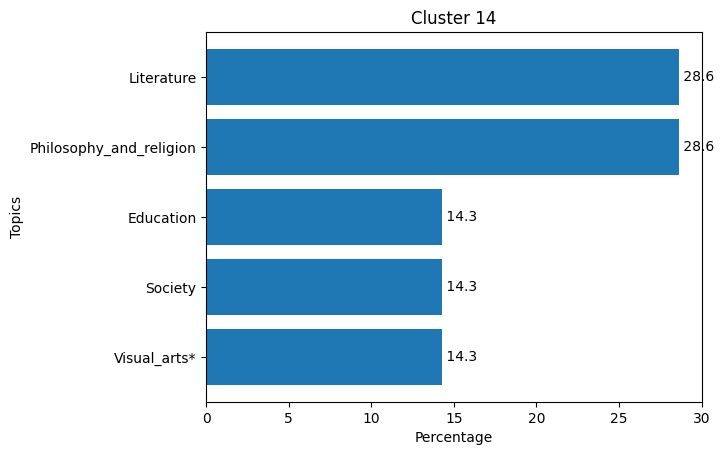 Cluster 14
Topics
Literature 28.6
Philosophy_and_religion 28.6
Education 14.3
Society 14.3
Visual_arts* 14.3
0 5 10 15 20 25 30
Percentage